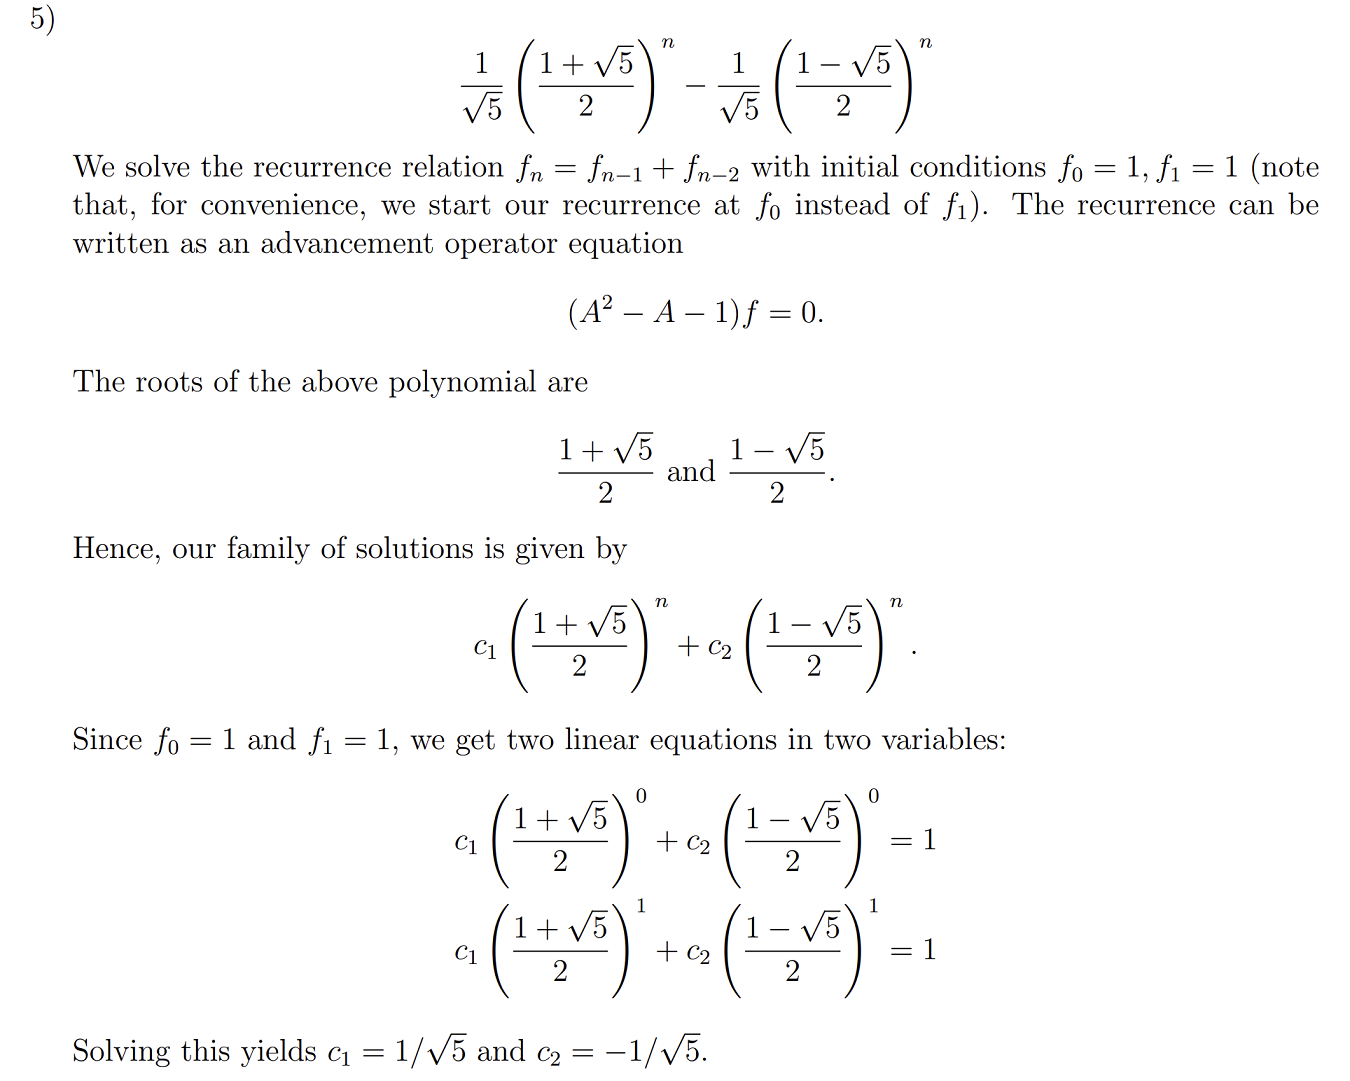 5)
\frac{1}{\sqrt{5}} \left( \frac{1+\sqrt{5}}{2} \right)^n - \frac{1}{\sqrt{5}} \left( \frac{1-\sqrt{5}}{2} \right)^n
We solve the recurrence relation f_n = f_{n-1} + f_{n-2} with initial conditions f_0 = 1, f_1 = 1 (note
that, for convenience, we start our recurrence at f_0 instead of f_1). The recurrence can be
written as an advancement operator equation
(A^2 - A - 1)f = 0.
The roots of the above polynomial are
\frac{1+\sqrt{5}}{2} and \frac{1-\sqrt{5}}{2}.
Hence, our family of solutions is given by
c_1 \left( \frac{1+\sqrt{5}}{2} \right)^n + c_2 \left( \frac{1-\sqrt{5}}{2} \right)^n.
Since f_0 = 1 and f_1 = 1, we get two linear equations in two variables:
c_1 \left( \frac{1+\sqrt{5}}{2} \right)^0 + c_2 \left( \frac{1-\sqrt{5}}{2} \right)^0 = 1
c_1 \left( \frac{1+\sqrt{5}}{2} \right)^1 + c_2 \left( \frac{1-\sqrt{5}}{2} \right)^1 = 1
Solving this yields c_1 = 1/\sqrt{5} and c_2 = -1/\sqrt{5}.